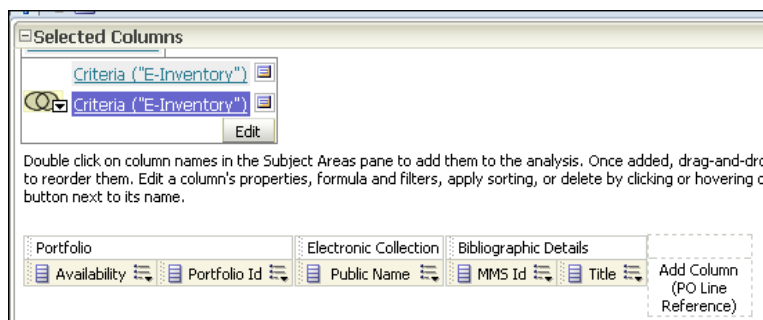 Selected Columns
Criteria ("E-Inventory")
Criteria ("E-Inventory")
Edit
Double click on column names in the Subject Areas pane to add them to the analysis. Once added, drag-and-dro
to reorder them. Edit a column's properties, formula and filters, apply sorting, or delete by clicking or hovering o
button next to its name.
Portfolio Electronic Collection Bibliographic Details
Availability Portfolio Id Public Name MMS Id Title Add Column
(PO Line
Reference)